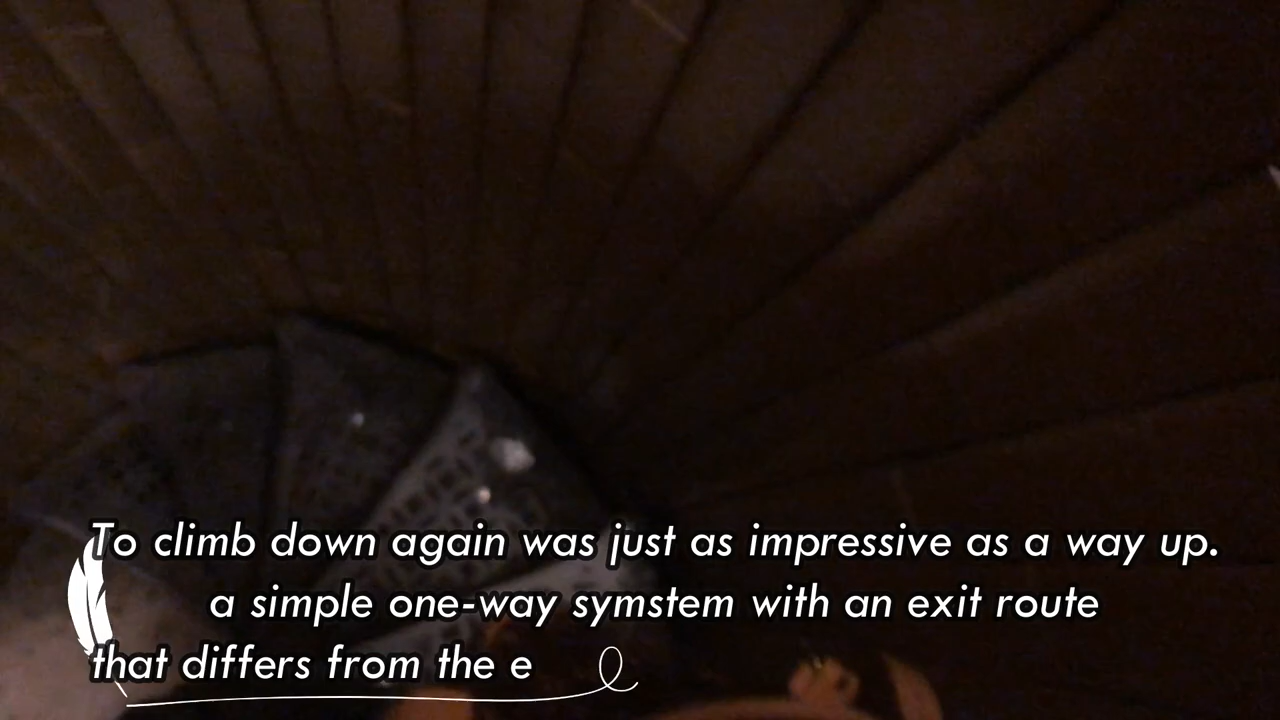 To climb down again was just as impressive as a way up.
a simple one-way symstem with an exit route
that differs from the e